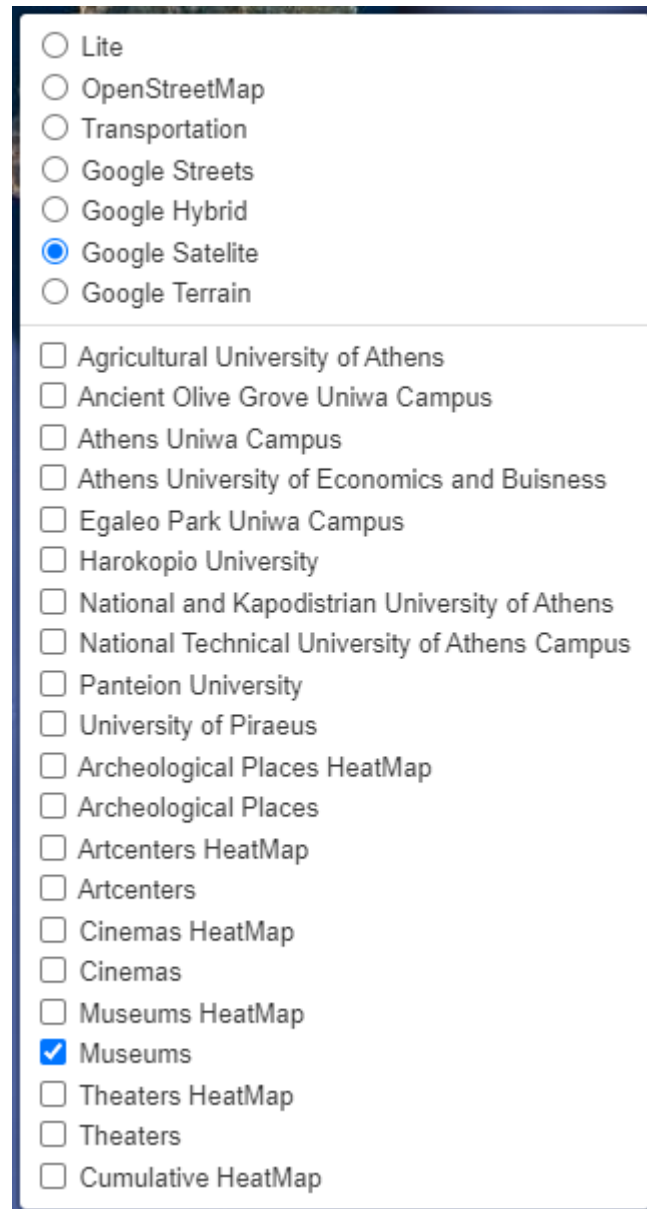 Lite
OpenStreetMap
Transportation
Google Streets
Google Hybrid
Google Satelite
Google Terrain
Agricultural University of Athens
Ancient Olive Grove Uniwa Campus
Athens Uniwa Campus
Athens University of Economics and Buisness
Egaleo Park Uniwa Campus
Harokopio University
National and Kapodistrian University of Athens
National Technical University of Athens Campus
Panteion University
University of Piraeus
Archeological Places HeatMap
Archeological Places
Artcenters HeatMap
Artcenters
Cinemas HeatMap
Cinemas
Museums HeatMap
Museums
Theaters HeatMap
Theaters
Cumulative HeatMap